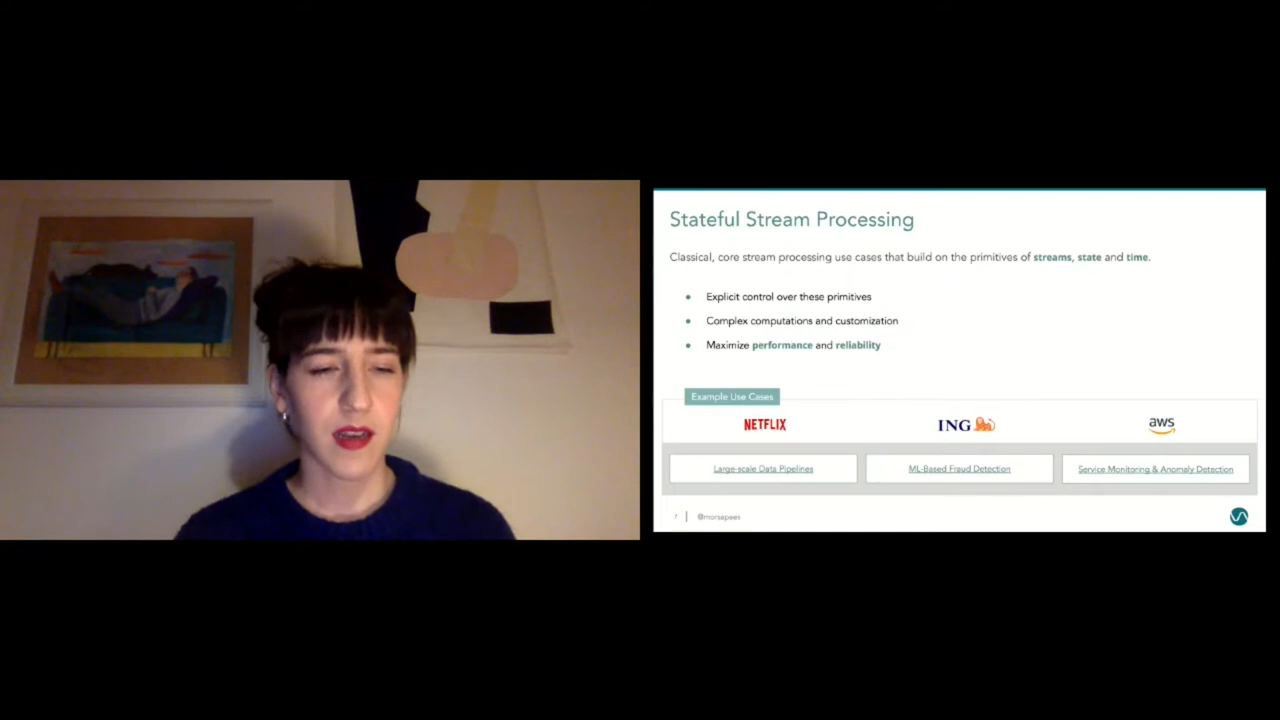 Stateful Stream Processing
Classical, core stream processing use cases that build on the primitives of streams, state and time.
● Explicit control over these primitives
● Complex computations and customization
● Maximize performance and reliability
Example Use Cases
NETFLIX
ING
aws
Large-scale Data Pipelines
ML-Based Fraud Detection
Service Monitoring & Anomaly Detection
7 | @morsapaes